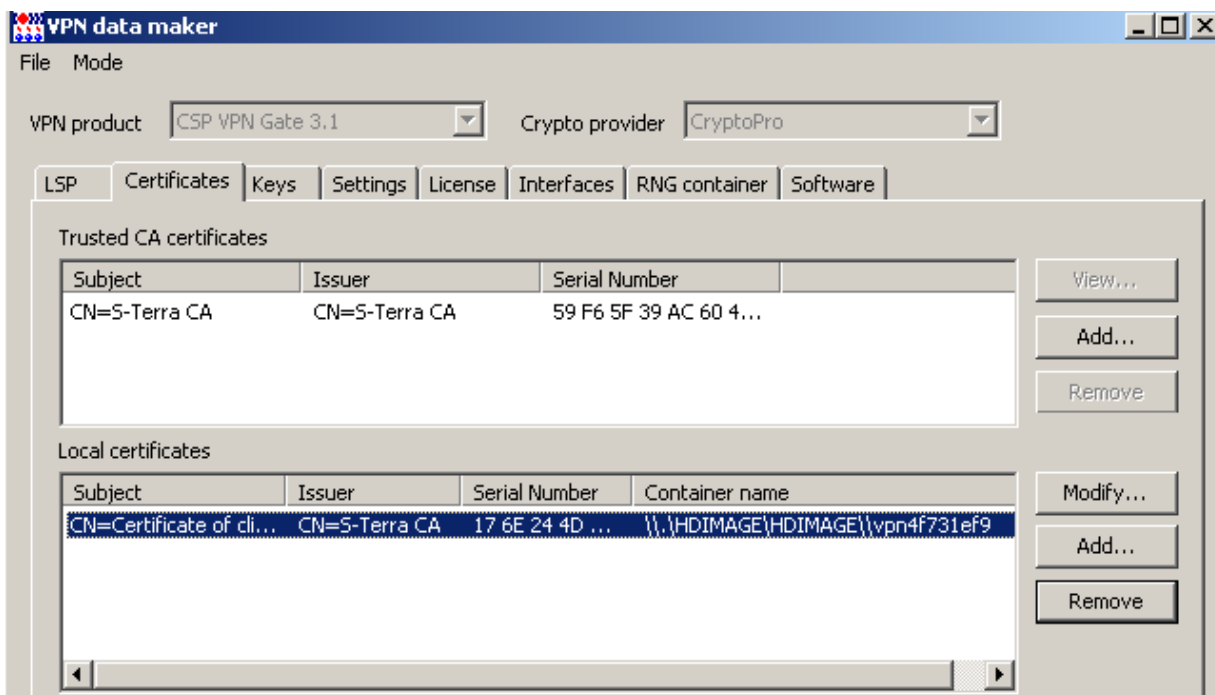 VPN data maker
File Mode
VPN product CSP VPN Gate 3.1 Crypto provider CryptoPro
LSP Certificates Keys Settings License Interfaces RNG container Software
Trusted CA certificates
Subject Issuer Serial Number
View...
CN=S-Terra CA CN=S-Terra CA 59 F6 5F 39 AC 60 4...
Add...
Remove
Local certificates
Subject Issuer Serial Number Container name
Modify...
CN=Certificate of cli... CN=S-Terra CA 17 6E 24 4D ... \\.\HDIMAGE\HDIMAGE\\vpn4f731ef9
Add...
Remove